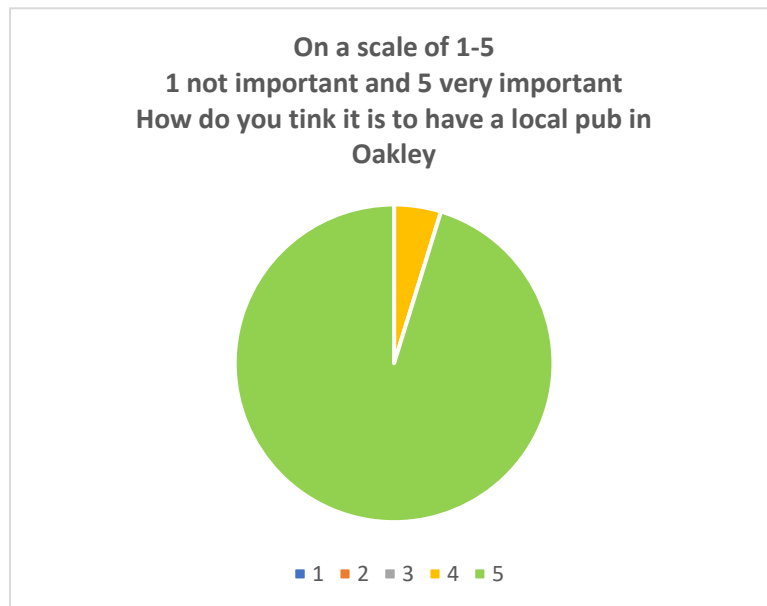 On a scale of 1-5
1 not important and 5 very important
How do you tink it is to have a local pub in
Oakley
1 2 3 4 5